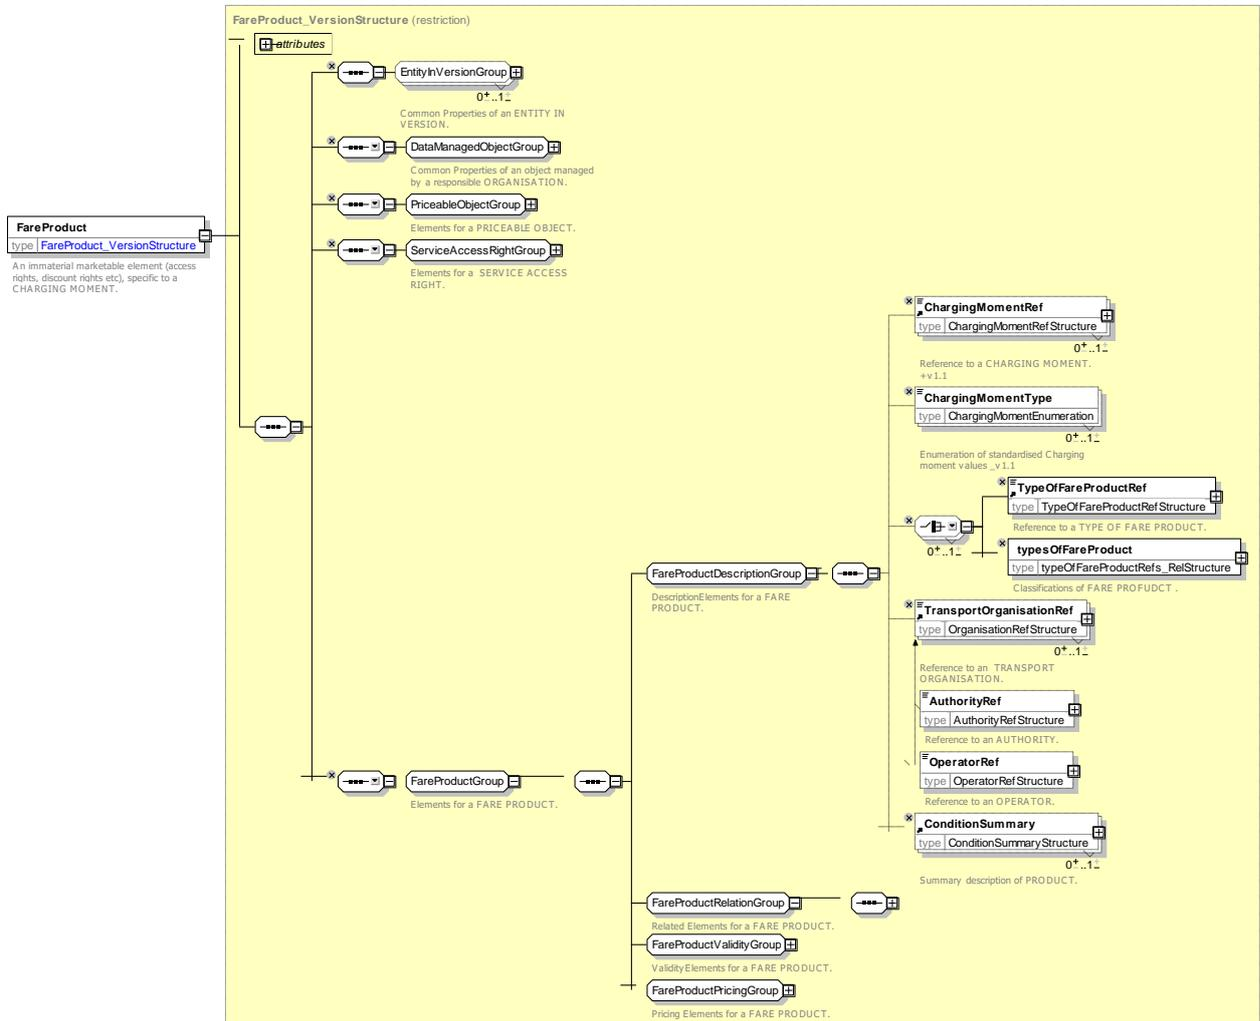 FareProduct_VersionStructure (restriction)
attributes
EntityInVersionGroup
0..1
Common Properties of an ENTITY IN
VERSION.
DataManagedObjectGroup
Common Properties of an object managed
by a responsible ORGANISATION.
PriceableObjectGroup
Elements for a PRICEABLE OBJECT.
FareProduct
type FareProduct_VersionStructure
An immaterial marketable element (access
rights, discount rights etc), specific to a
CHARGING MOMENT.
ServiceAccessRightGroup
Elements for a SERVICE ACCESS
RIGHT.
ChargingMomentRef
type ChargingMomentRefStructure
0..1
Reference to a CHARGING MOMENT.
+v1.1
ChargingMomentType
type ChargingMomentEnumeration
0..1
Enumeration of standardised Charging
moment values _v1.1
TypeOfFareProductRef
type TypeOfFareProductRefStructure
Reference to a TYPE OF FARE PRODUCT.
0..1
typesOfFareProduct
type typeOfFareProductRefs_RelStructure
Classifications of FARE PROFUDCT .
FareProductDescriptionGroup
DescriptionElements for a FARE
PRODUCT.
TransportOrganisationRef
type OrganisationRefStructure
0..1
Reference to an TRANSPORT
ORGANISATION.
AuthorityRef
type AuthorityRefStructure
Reference to an AUTHORITY.
OperatorRef
type OperatorRefStructure
Reference to an OPERATOR.
FareProductGroup
Elements for a FARE PRODUCT.
ConditionSummary
type ConditionSummaryStructure
0..1
Summary description of PRODUCT.
FareProductRelationGroup
Related Elements for a FARE PRODUCT.
FareProductValidityGroup
ValidityElements for a FARE PRODUCT.
FareProductPricingGroup
Pricing Elements for a FARE PRODUCT.